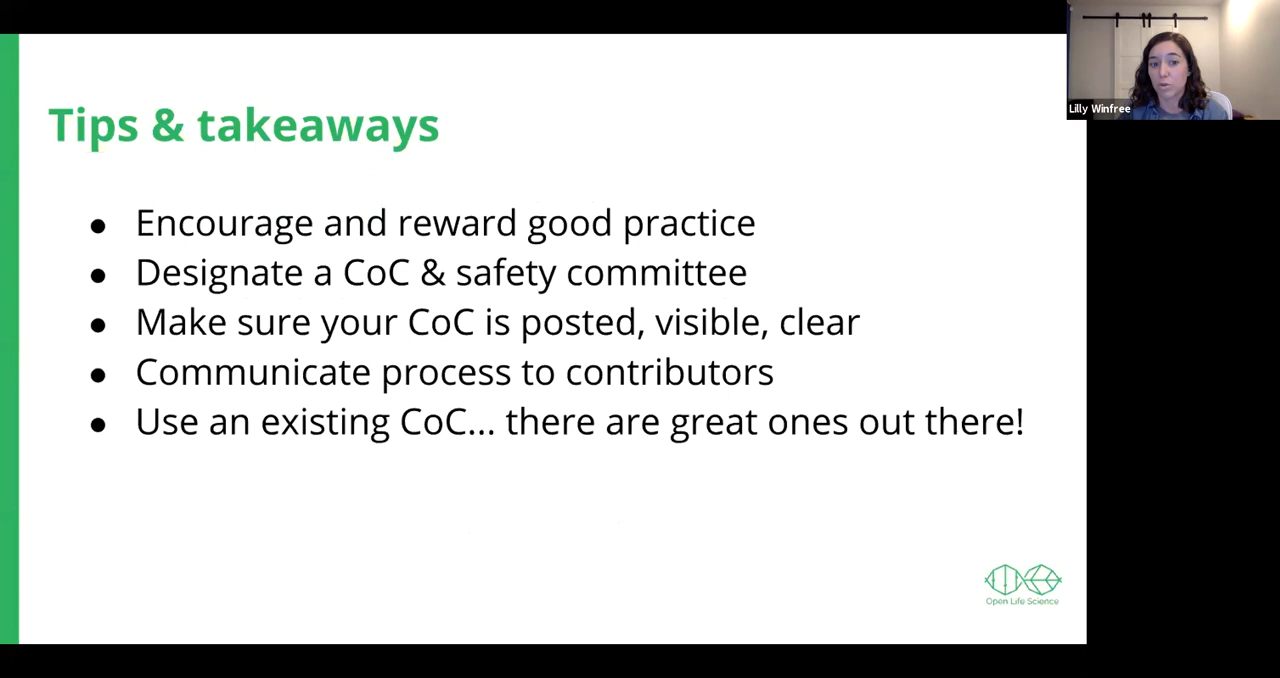 Tips & takeaways
● Encourage and reward good practice
● Designate a CoC & safety committee
● Make sure your CoC is posted, visible, clear
● Communicate process to contributors
● Use an existing CoC... there are great ones out there!
Open Life Science
Lilly Winfree